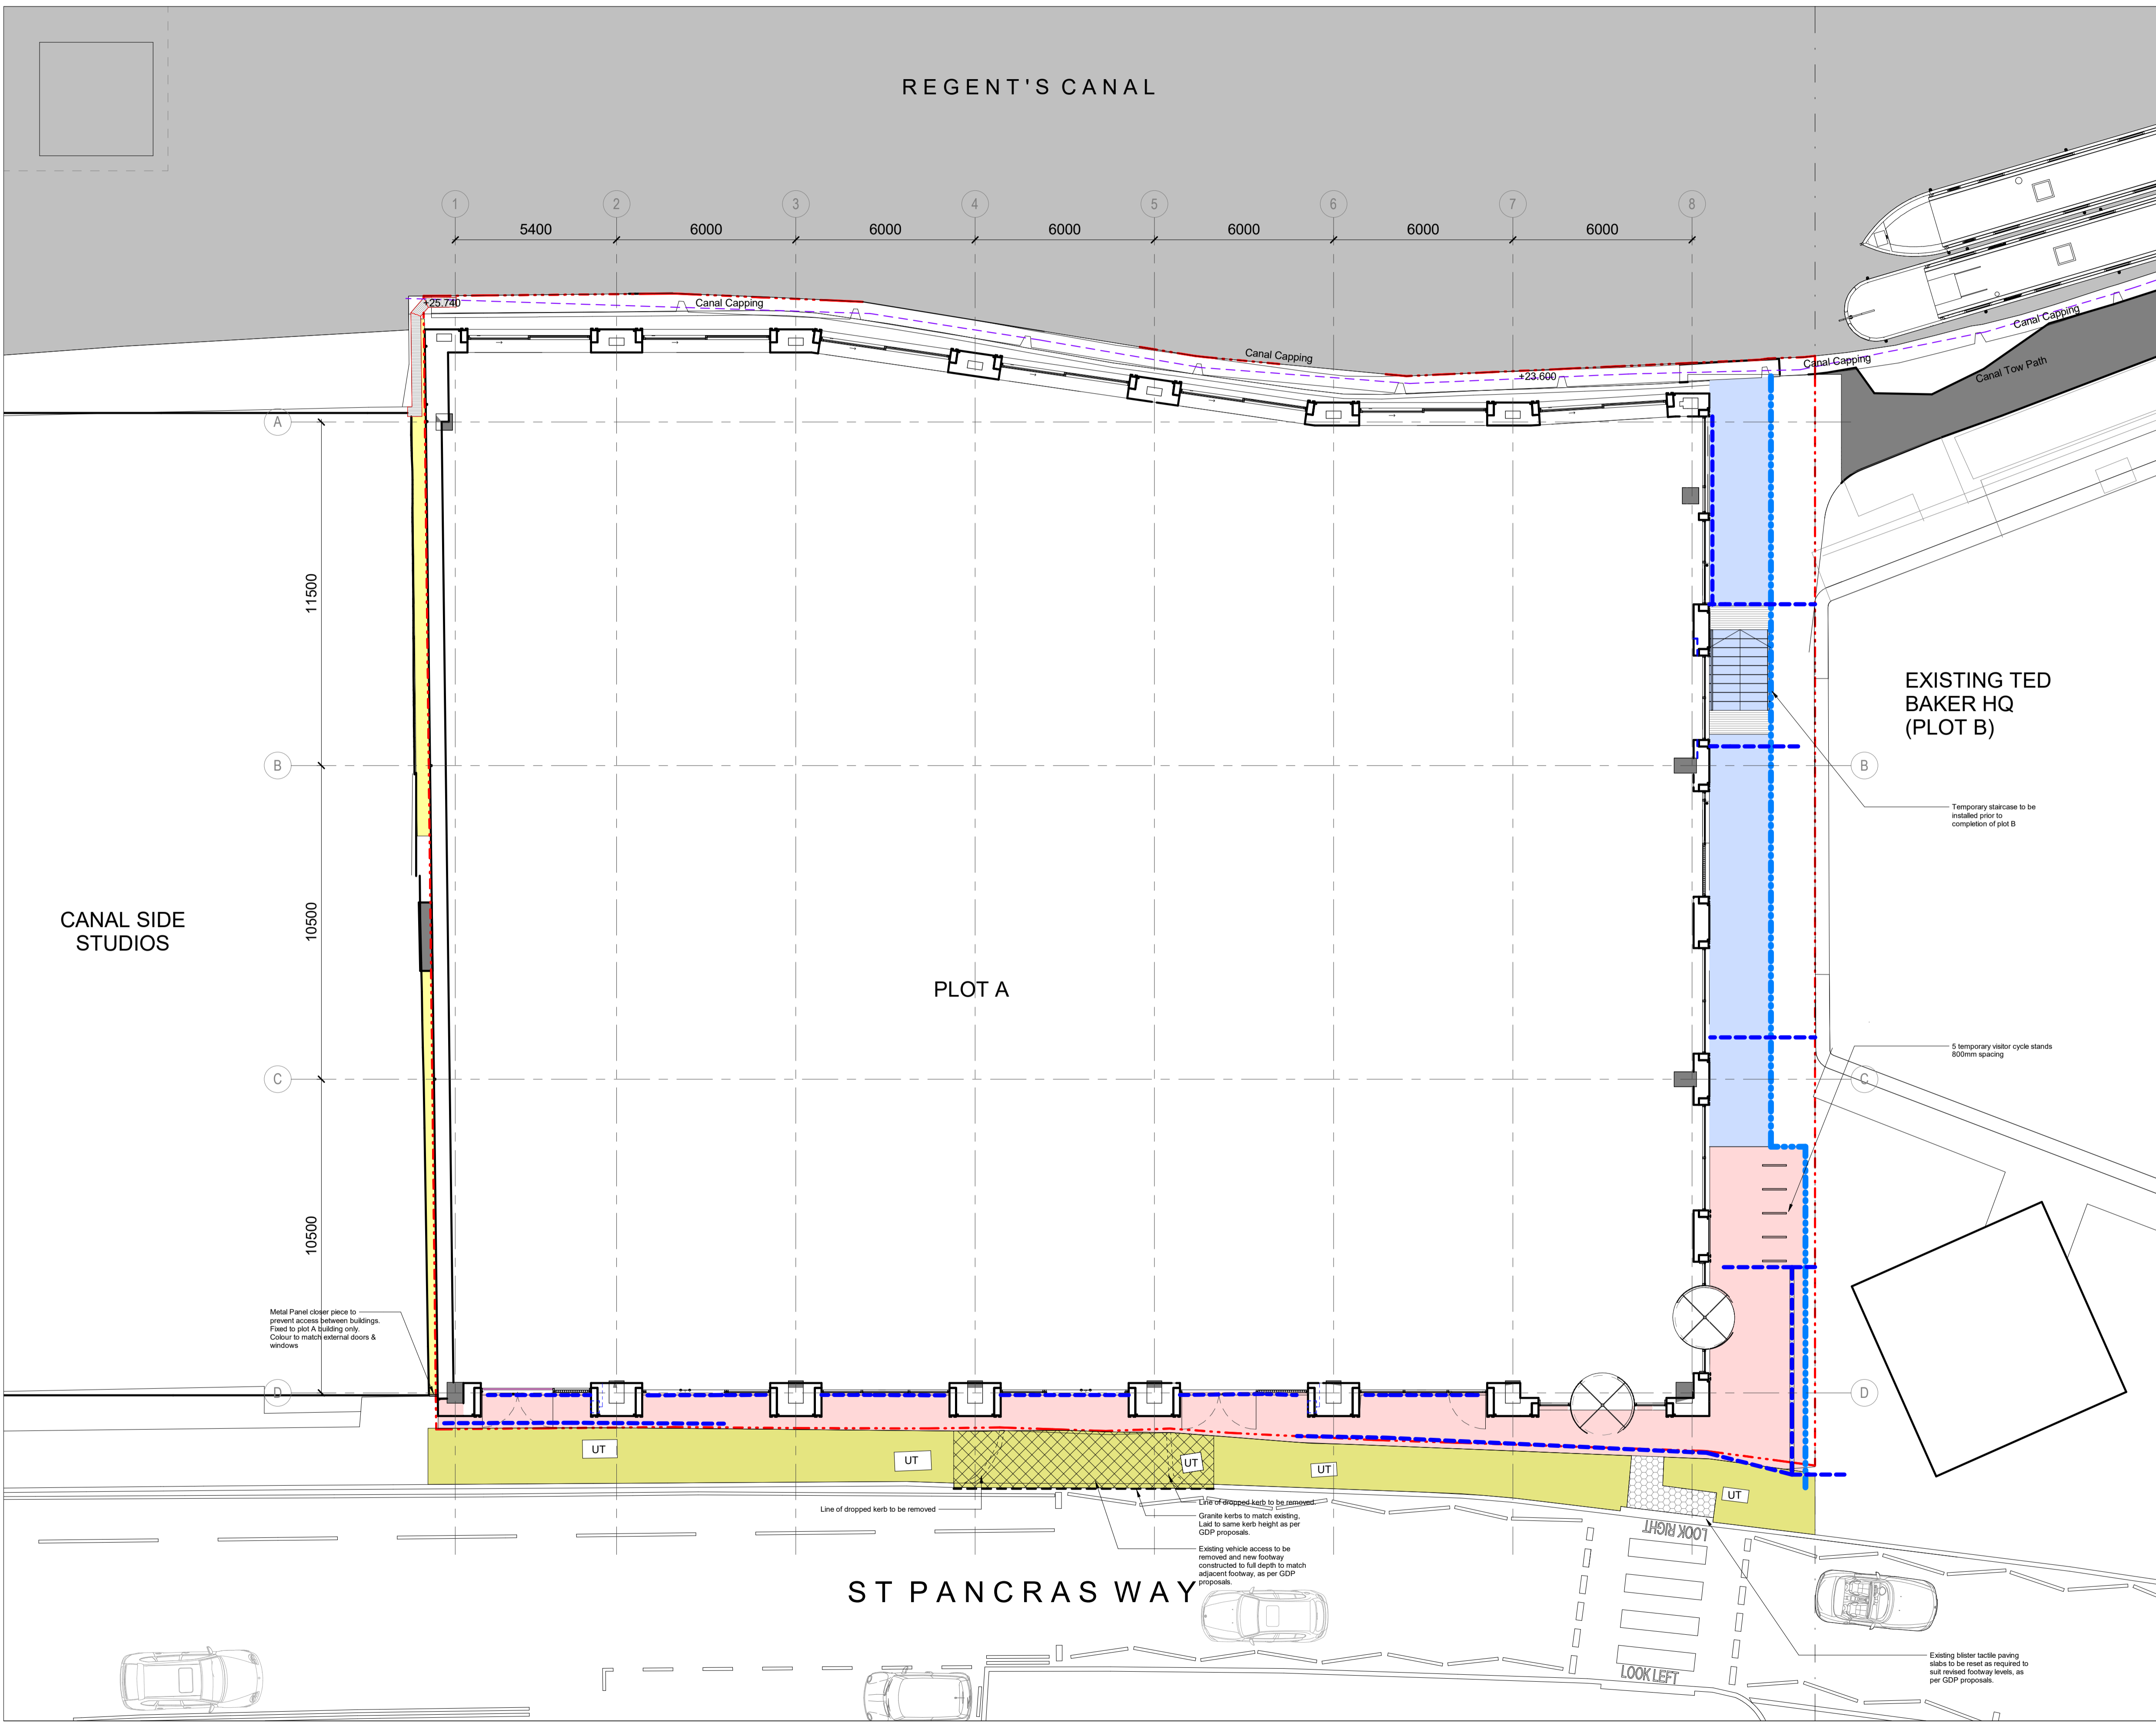 REGENT'S CANAL
1
2
3
4
5
6
7
8
5400
6000
6000
6000
6000
6000
6000
+25.740
Canal Capping
Canal Capping
+23.600
Canal Capping
Canal Capping
Canal Tow Path
A
11500
EXISTING TED
BAKER HQ
(PLOT B)
B
B
Temporary staircase to be
installed prior to
completion of plot B
CANAL SIDE
STUDIOS
10500
PLOT A
5 temporary visitor cycle stands
800mm spacing
C
C
10500
Metal Panel closer piece to
prevent access between buildings.
Fixed to plot A building only.
Colour to match external doors &
windows
D
D
UT
UT
UT
UT
UT
Line of dropped kerb to be removed
Line of dropped kerb to be removed.
Granite kerbs to match existing,
Laid to same kerb height as per
GDP proposals.
Existing vehicle access to be
removed and new footway
constructed to full depth to match
adjacent footway, as per GDP
proposals.
LOOK RIGHT
ST PANCRAS WAY
LOOK LEFT
Existing blister tactile paving
slabs to be reset as required to
suit revised footway levels, as
per GDP proposals.